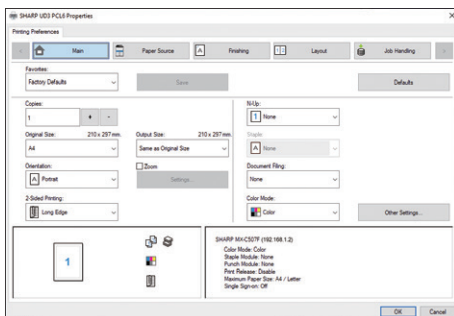 SHARP UD3 PCL6 Properties
Printing Preferences
Main Paper Source Finishing Layout Job Handling
Favorites:
Factory Defaults Save Defaults
Copies: N-Up:
1 + - 1 None
Original Size: 210 x 297 mm. Output Size: 210 x 297 mm. Staple:
A4 Same as Original Size A None
Orientation: Zoom Document Filing:
A Portrait Settings... None
2-Sided Printing: Color Mode:
Long Edge Color Other Settings...
1
SHARP MX-C507F (192.168.1.2)
Color Mode: Color
Staple Module: None
Punch Module: None
Print Release: Disable
Maximum Paper Size: A4 / Letter
Single Sign-on: Off
OK Cancel